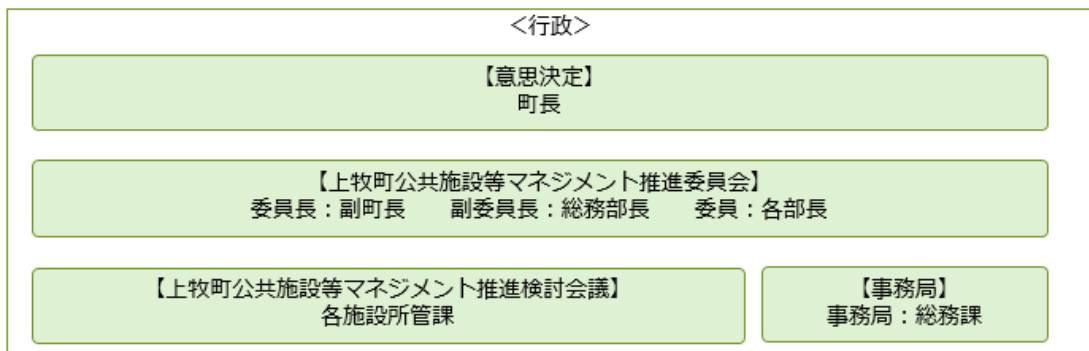 ＜行政＞
【意思決定】
町長
【上牧町公共施設等マネジメント推進委員会】
委員長：副町長　　副委員長：総務部長　　委員：各部長
【上牧町公共施設等マネジメント推進検討会議】
各施設所管課
【事務局】
事務局：総務課